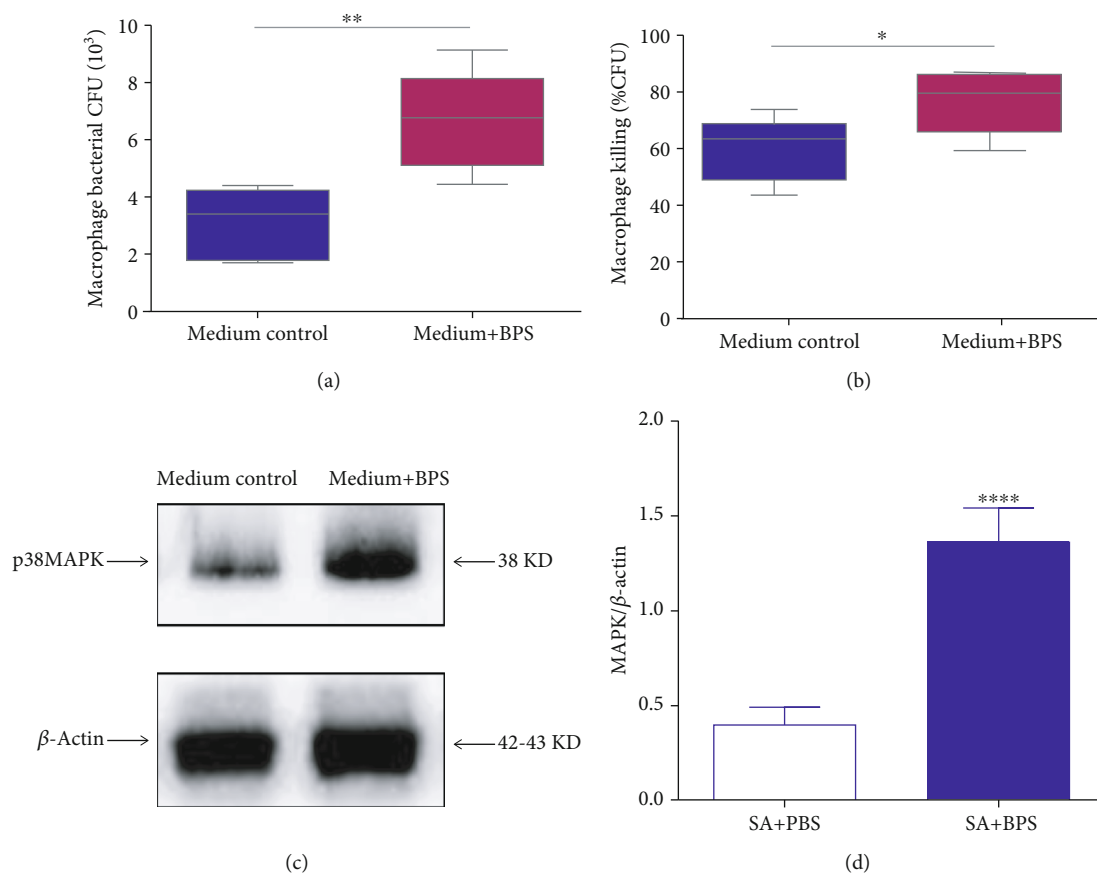 10
8
6
4
2
0
Macrophage bacterial CFU (10³)
**
Medium control
Medium+BPS
(a)
100
80
60
40
20
0
Macrophage killing (%CFU)
*
Medium control
Medium+BPS
(b)
Medium control
Medium+BPS
p38MAPK
38 KD
β-Actin
42-43 KD
(c)
2.0
1.5
1.0
0.5
0.0
MAPK/β-actin
****
SA+PBS
SA+BPS
(d)